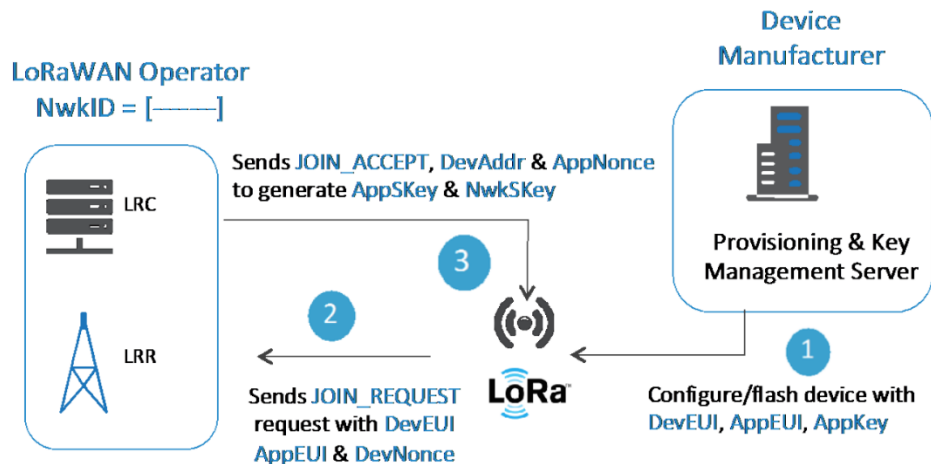 LoRaWAN Operator
NwkID = [-----]
Device
Manufacturer
Sends JOIN_ACCEPT, DevAddr & AppNonce
to generate AppSKey & NwkSKey
LRC
LRR
3
2
Provisioning & Key
Management Server
1
LoRa™
Sends JOIN_REQUEST
request with DevEUI
AppEUI & DevNonce
Configure/flash device with
DevEUI, AppEUI, AppKey